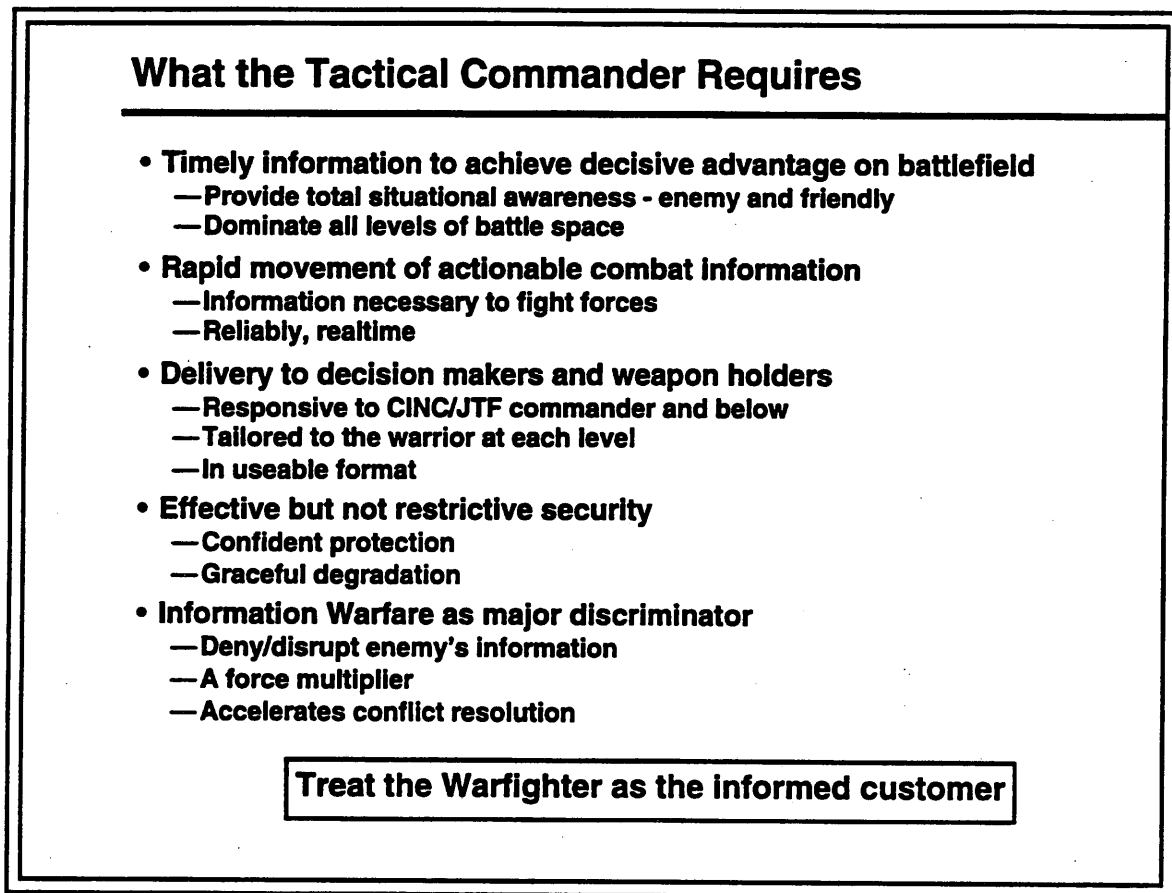 What the Tactical Commander Requires
• Timely information to achieve decisive advantage on battlefield
—Provide total situational awareness - enemy and friendly
—Dominate all levels of battle space
• Rapid movement of actionable combat information
—Information necessary to fight forces
—Reliably, realtime
• Delivery to decision makers and weapon holders
—Responsive to CINC/JTF commander and below
—Tailored to the warrior at each level
—In useable format
• Effective but not restrictive security
—Confident protection
—Graceful degradation
• Information Warfare as major discriminator
—Deny/disrupt enemy's information
—A force multiplier
—Accelerates conflict resolution
Treat the Warfighter as the informed customer